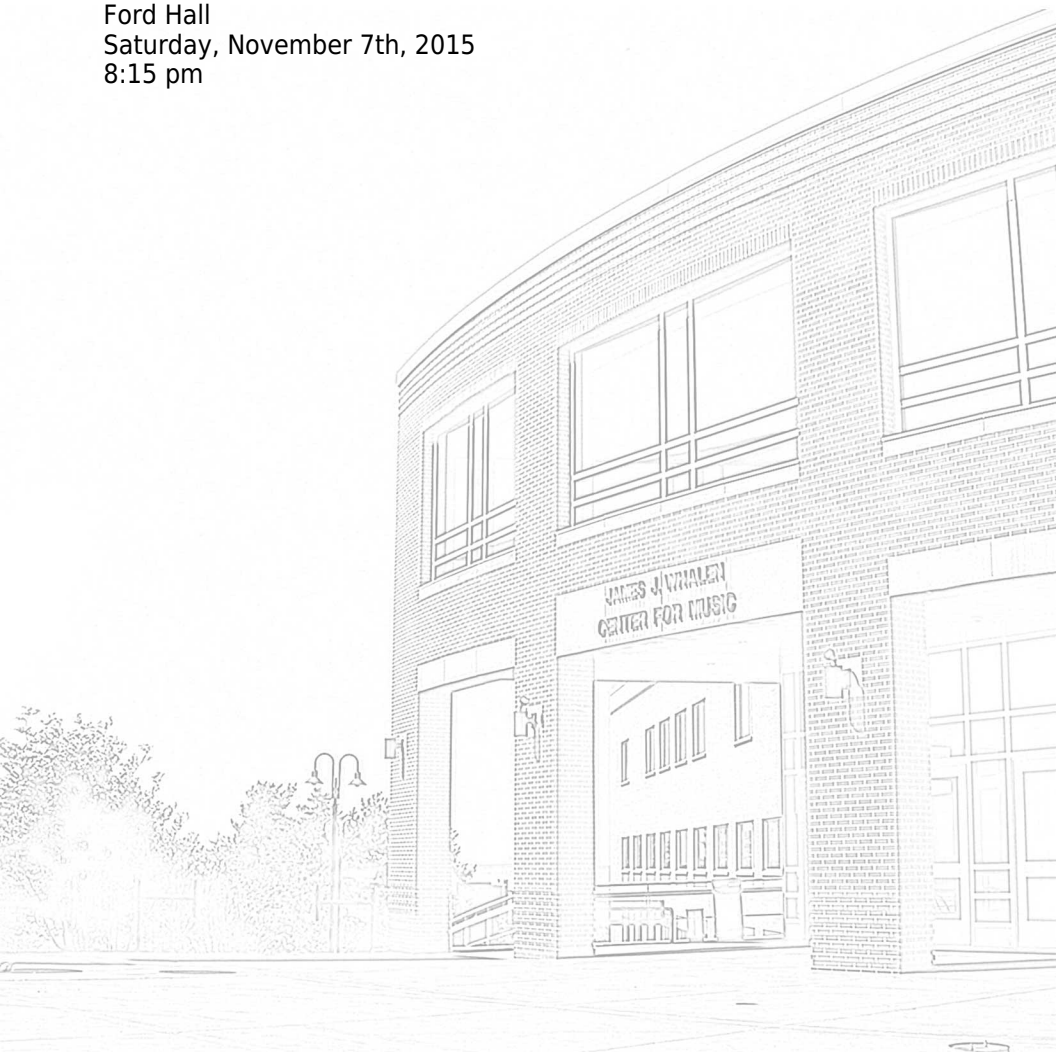 Ford Hall
Saturday, November 7th, 2015
8:15 pm
JAMES J. WHALEN
CENTER FOR MUSIC